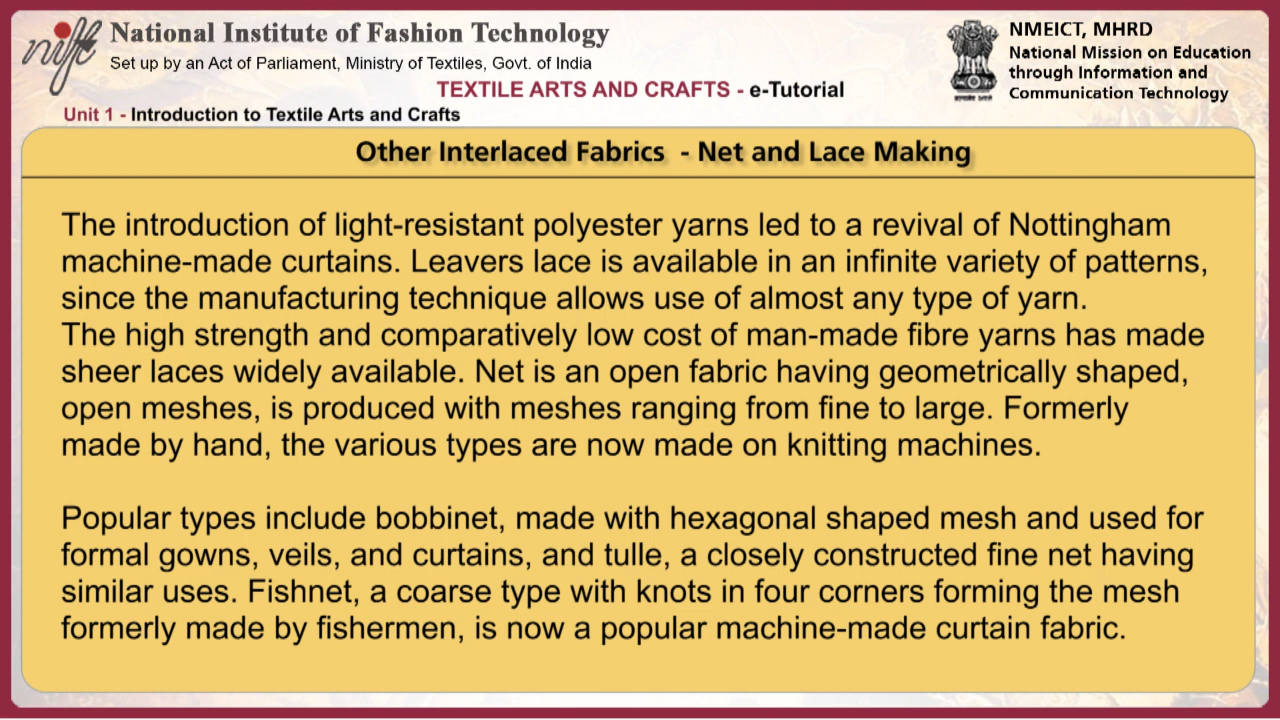 nift
National Institute of Fashion Technology
Set up by an Act of Parliament, Ministry of Textiles, Govt. of India
NMEICT, MHRD
National Mission on Education
through Information and
Communication Technology
TEXTILE ARTS AND CRAFTS - e-Tutorial
Unit 1 - Introduction to Textile Arts and Crafts
Other Interlaced Fabrics - Net and Lace Making
The introduction of light-resistant polyester yarns led to a revival of Nottingham
machine-made curtains. Leavers lace is available in an infinite variety of patterns,
since the manufacturing technique allows use of almost any type of yarn.
The high strength and comparatively low cost of man-made fibre yarns has made
sheer laces widely available. Net is an open fabric having geometrically shaped,
open meshes, is produced with meshes ranging from fine to large. Formerly
made by hand, the various types are now made on knitting machines.
Popular types include bobbinet, made with hexagonal shaped mesh and used for
formal gowns, veils, and curtains, and tulle, a closely constructed fine net having
similar uses. Fishnet, a coarse type with knots in four corners forming the mesh
formerly made by fishermen, is now a popular machine-made curtain fabric.